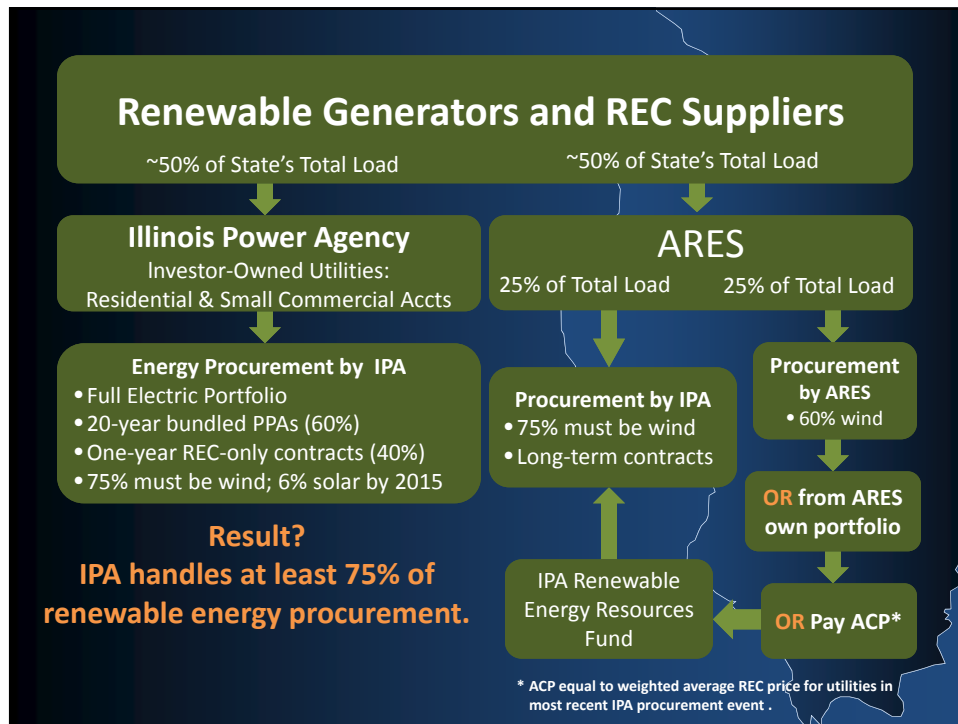 Renewable Generators and REC Suppliers
~50% of State's Total Load
~50% of State's Total Load
Illinois Power Agency
Investor-Owned Utilities:
Residential & Small Commercial Accts
ARES
25% of Total Load
25% of Total Load
Energy Procurement by IPA
• Full Electric Portfolio
• 20-year bundled PPAs (60%)
• One-year REC-only contracts (40%)
• 75% must be wind; 6% solar by 2015
Procurement by IPA
• 75% must be wind
• Long-term contracts
Procurement
by ARES
• 60% wind
OR from ARES
own portfolio
Result?
IPA handles at least 75% of
renewable energy procurement.
IPA Renewable
Energy Resources
Fund
OR Pay ACP*
* ACP equal to weighted average REC price for utilities in
most recent IPA procurement event .